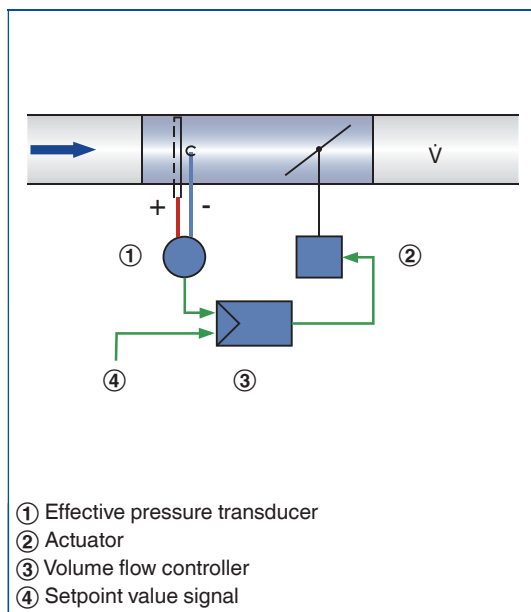 V̇
+ -
①
②
④
③
① Effective pressure transducer
② Actuator
③ Volume flow controller
④ Setpoint value signal